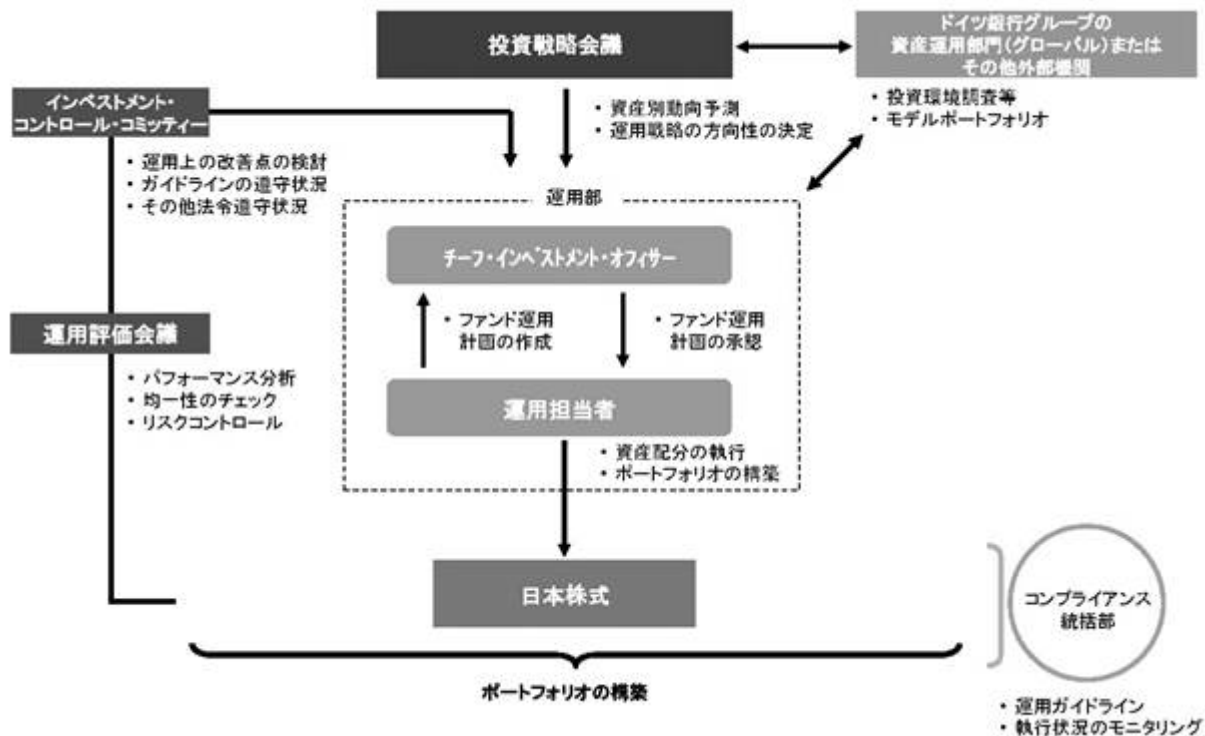 投資戦略会議
ドイツ銀行グループの
資産運用部門(グローバル)または
その他外部機関
・投資環境調査等
・モデルポートフォリオ
・資産別動向予測
・運用戦略の方向性の決定
インベストメント・
コントロール・コミッティー
・運用上の改善点の検討
・ガイドラインの遵守状況
・その他法令遵守状況
運用部
チーフ・インベストメント・オフィサー
・ファンド運用
計画の作成
・ファンド運用
計画の承認
運用評価会議
・パフォーマンス分析
・均一性のチェック
・リスクコントロール
運用担当者
・資産配分の執行
・ポートフォリオの構築
日本株式
コンプライアンス
統括部
ポートフォリオの構築
・運用ガイドライン
・執行状況のモニタリング